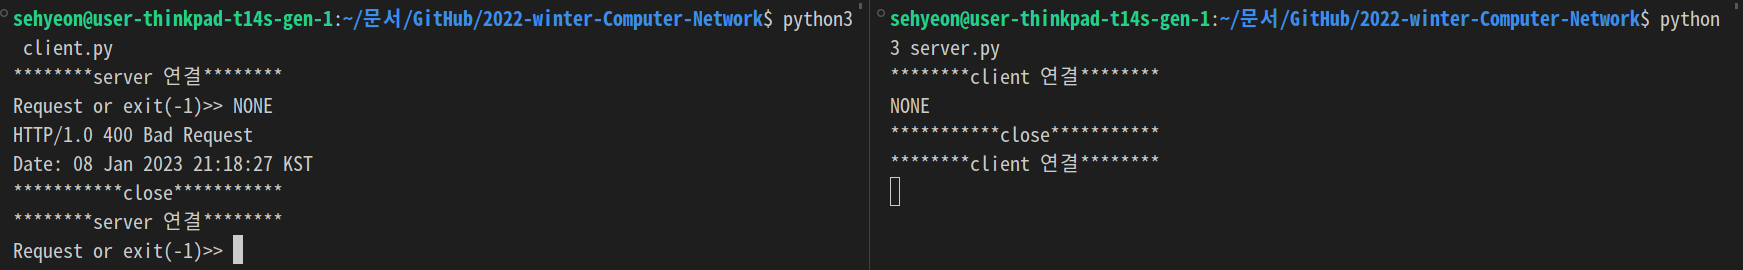 sehyeon@user-thinkpad-t14s-gen-1:~/문서/GitHub/2022-winter-Computer-Network$ python3
 client.py
********server 연결********
Request or exit(-1)>> NONE
HTTP/1.0 400 Bad Request
Date: 08 Jan 2023 21:18:27 KST
***********close***********
********server 연결********
Request or exit(-1)>>
sehyeon@user-thinkpad-t14s-gen-1:~/문서/GitHub/2022-winter-Computer-Network$ python
3 server.py
********client 연결********
NONE
***********close***********
********client 연결********